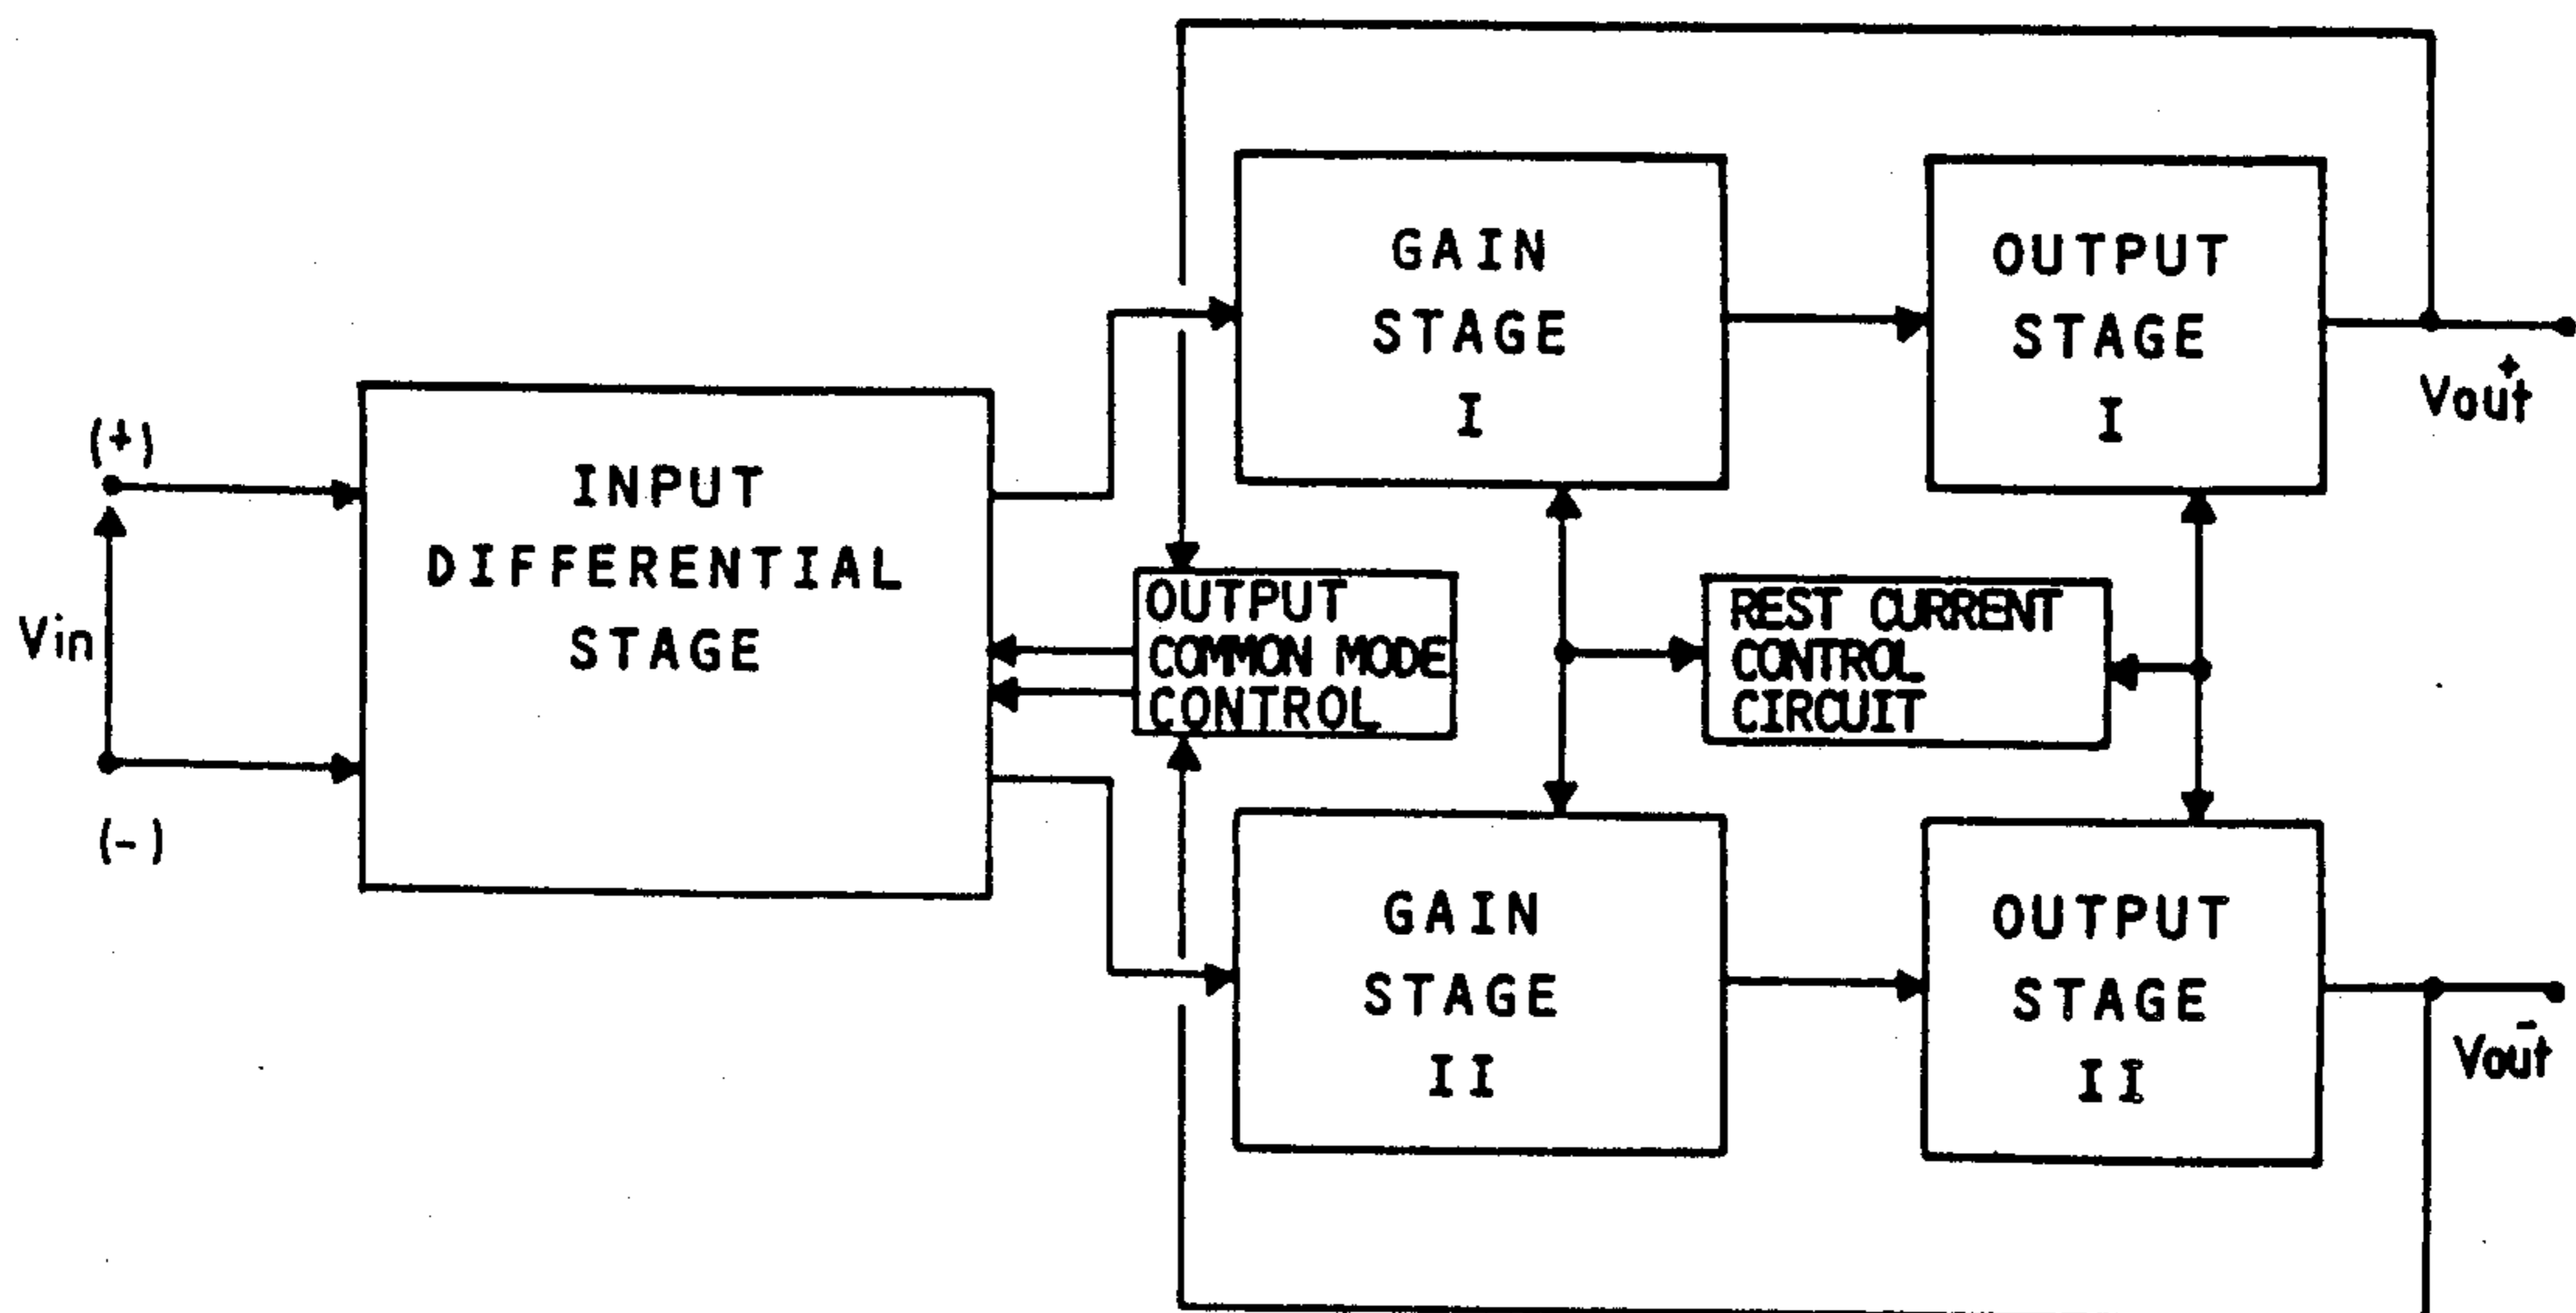 GAIN
STAGE
I
OUTPUT
STAGE
I
Vout
+
(+)
Vin
(-)
INPUT
DIFFERENTIAL
STAGE
OUTPUT
COMMON MODE
CONTROL
REST CURRENT
CONTROL
CIRCUIT
GAIN
STAGE
II
OUTPUT
STAGE
II
Vout
-